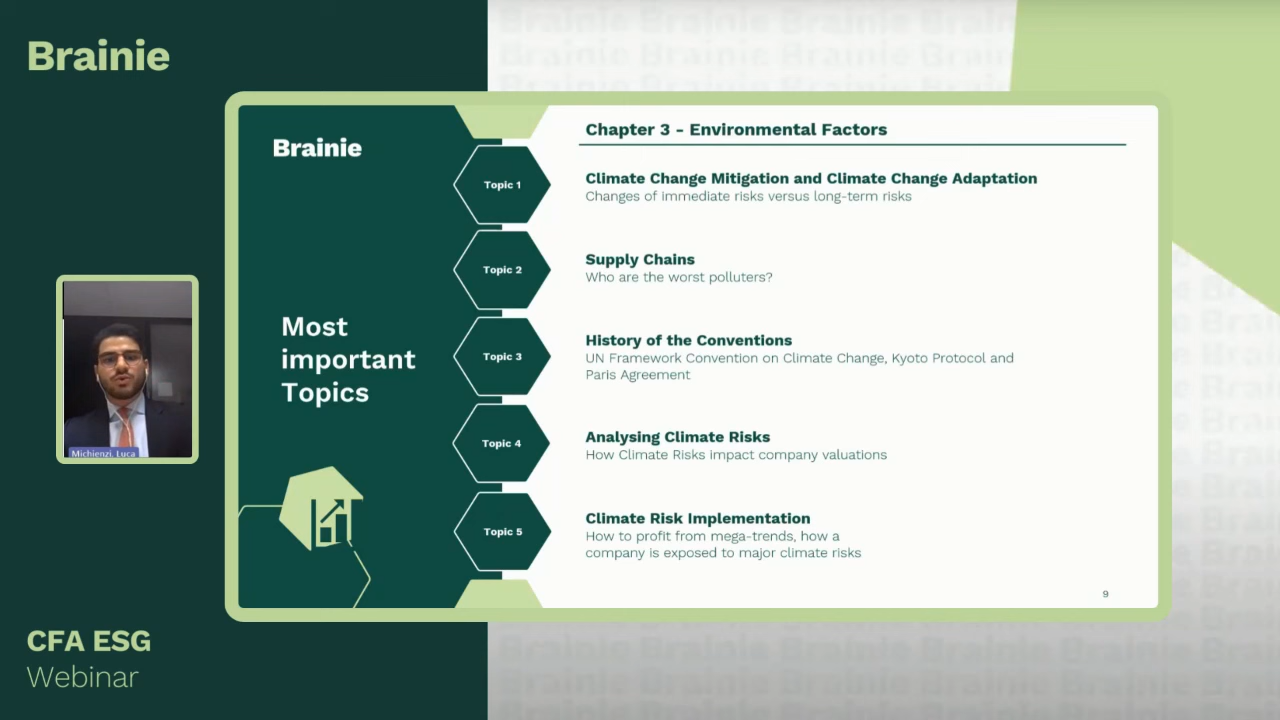 Brainie
Brainie
Chapter 3 - Environmental Factors
Most
important
Topics
Topic 1
Climate Change Mitigation and Climate Change Adaptation
Changes of immediate risks versus long-term risks
Topic 2
Supply Chains
Who are the worst polluters?
Topic 3
History of the Conventions
UN Framework Convention on Climate Change, Kyoto Protocol and
Paris Agreement
Topic 4
Analysing Climate Risks
How Climate Risks impact company valuations
Topic 5
Climate Risk Implementation
How to profit from mega-trends, how a
company is exposed to major climate risks
9
Michienzi, Luca
CFA ESG
Webinar